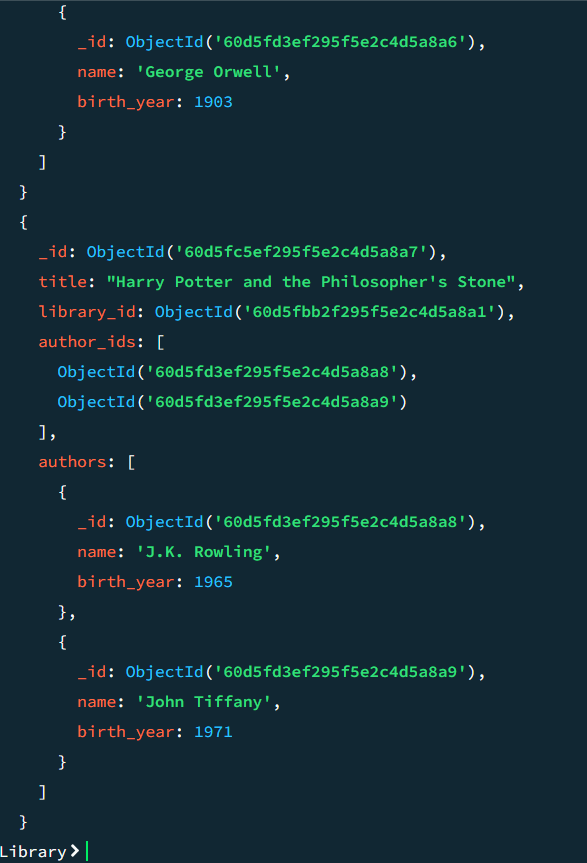 {
_id: ObjectId('60d5fd3ef295f5e2c4d5a8a6'),
name: 'George Orwell',
birth_year: 1903
}
]
}
{
_id: ObjectId('60d5fc5ef295f5e2c4d5a8a7'),
title: "Harry Potter and the Philosopher's Stone",
library_id: ObjectId('60d5fbb2f295f5e2c4d5a8a1'),
author_ids: [
ObjectId('60d5fd3ef295f5e2c4d5a8a8'),
ObjectId('60d5fd3ef295f5e2c4d5a8a9')
],
authors: [
{
_id: ObjectId('60d5fd3ef295f5e2c4d5a8a8'),
name: 'J.K. Rowling',
birth_year: 1965
},
{
_id: ObjectId('60d5fd3ef295f5e2c4d5a8a9'),
name: 'John Tiffany',
birth_year: 1971
}
]
}
Library>